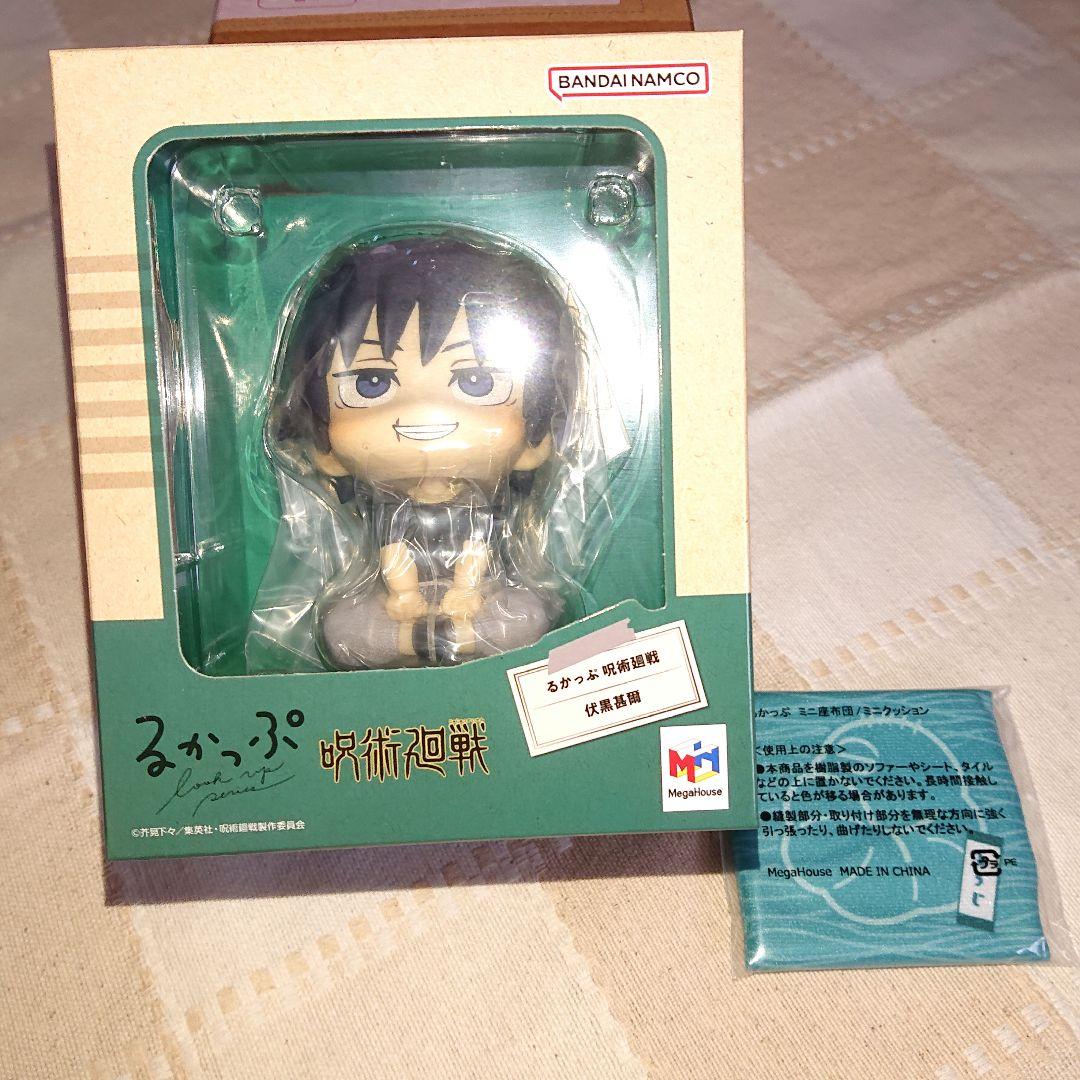 BANDAI NAMCO
るかっぷ 呪術廻戦
伏黒甚爾
るかっぷ
look up
series
呪術廻戦
MegaHouse
©芥見下々/集英社・呪術廻戦製作委員会
るかっぷ ミニ座布団/ミニクッション
<使用上の注意>
●本商品を樹脂製のソファーやシート、タイル
などの上に置かないでください。長時間接触し
ていると色が移る場合があります。
●縫製部分・取り付け部分を無理な方向に強く
引っ張ったり、曲げたりしないでください。
プラ PE
MegaHouse MADE IN CHINA